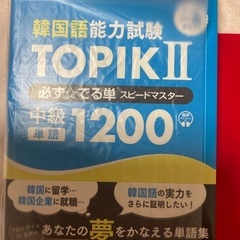 韓国語能力試験
TOPIK II
必ず☆でる単 スピードマスター
中級
単語
1200
韓国に留学…
韓国企業に就職…
韓国語の実力を
さらに証明したい!
あなたの夢をかなえる単語集